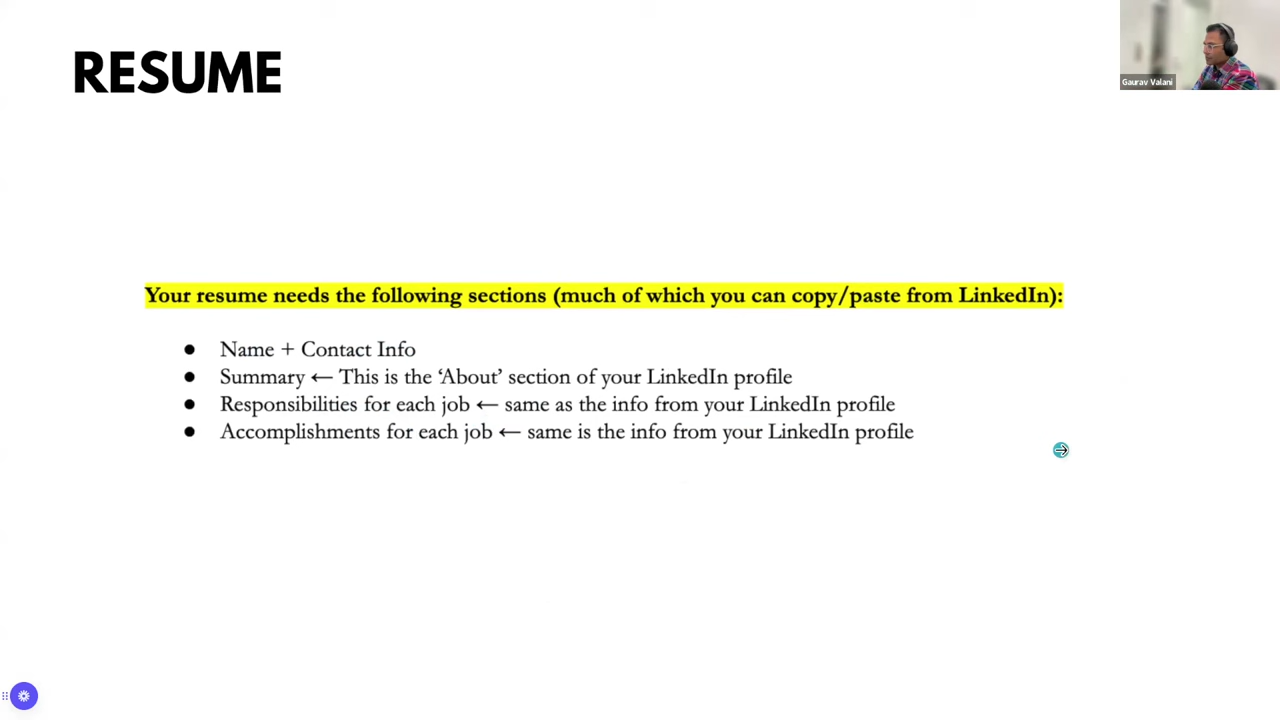 RESUME
Gaurav Valani
Your resume needs the following sections (much of which you can copy/paste from LinkedIn):
● Name + Contact Info
● Summary ← This is the ‘About’ section of your LinkedIn profile
● Responsibilities for each job ← same as the info from your LinkedIn profile
● Accomplishments for each job ← same is the info from your LinkedIn profile